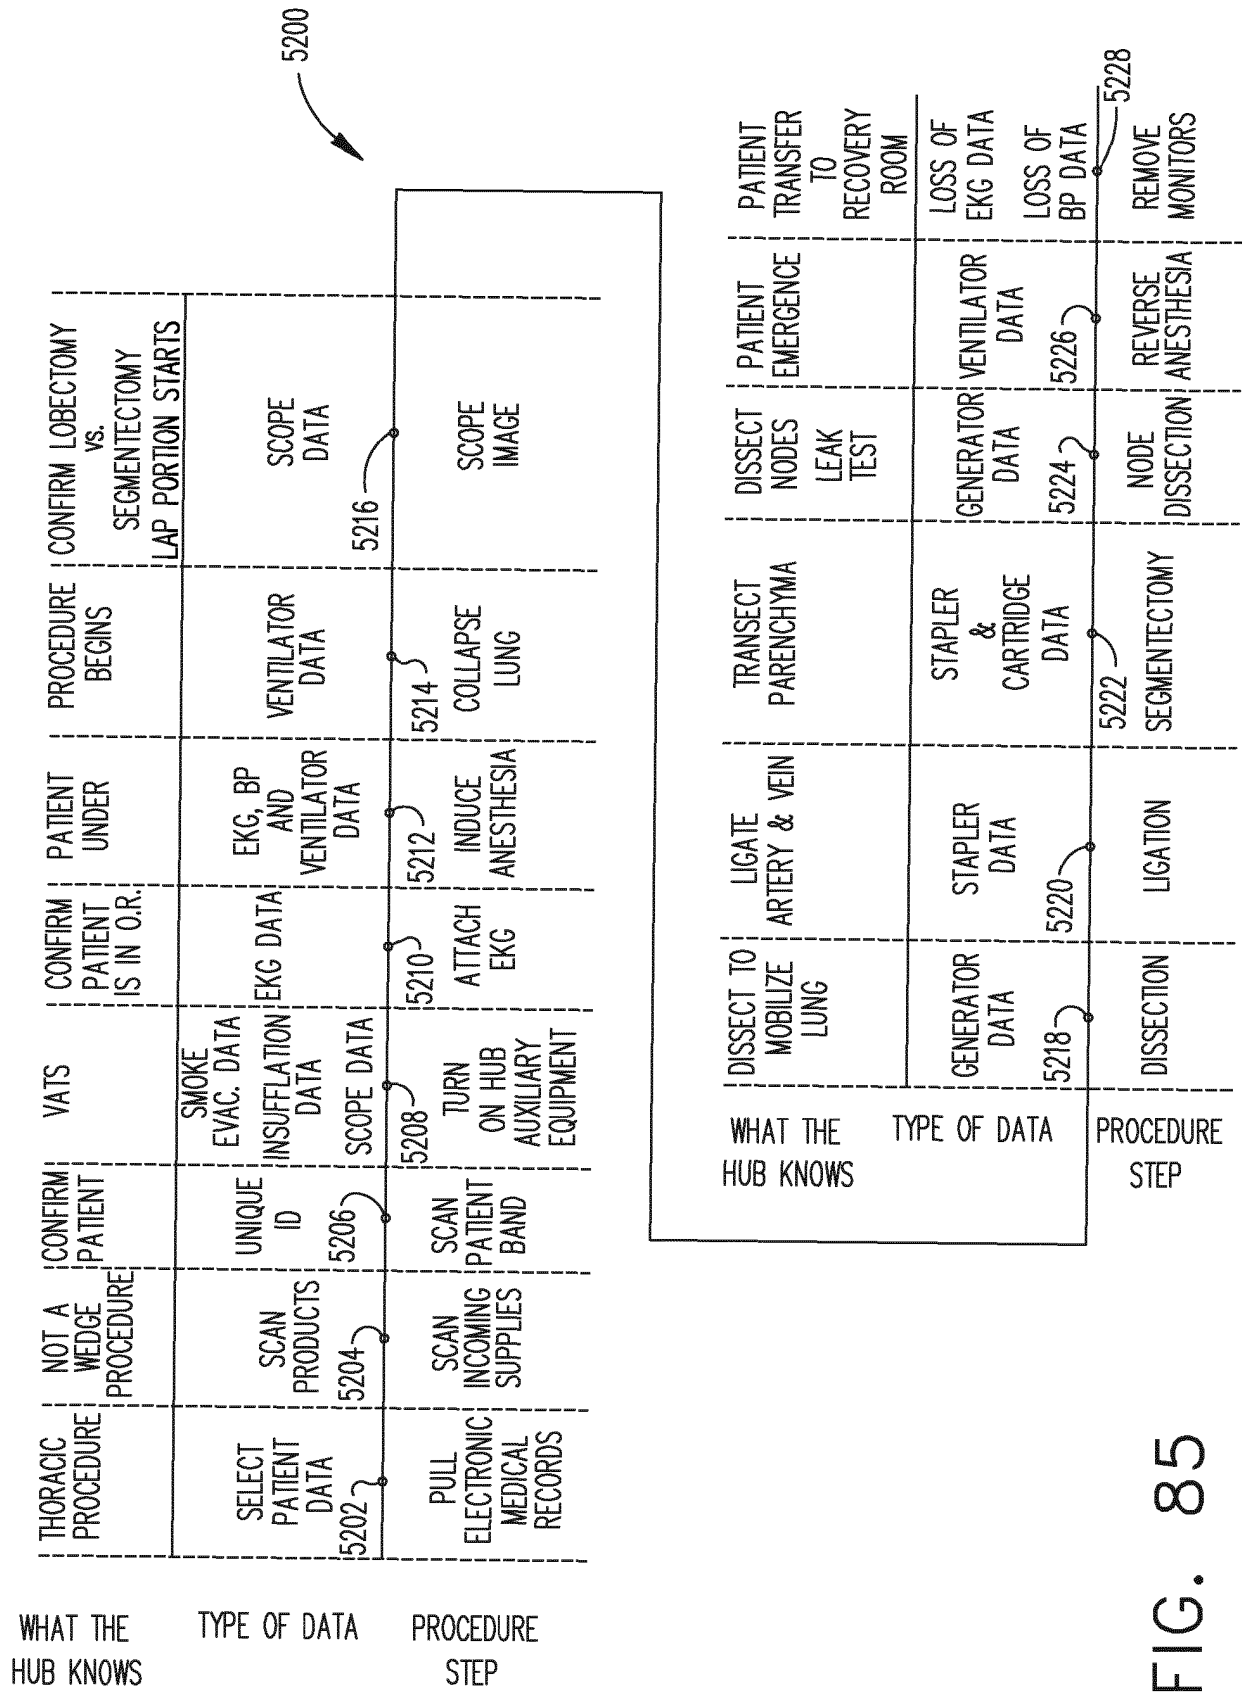 5200
WHAT THE
HUB KNOWS
THORACIC
PROCEDURE
NOT A
WEDGE
PROCEDURE
CONFIRM
PATIENT
VATS
CONFIRM
PATIENT
IS IN O.R.
PATIENT
UNDER
PROCEDURE
BEGINS
CONFIRM LOBECTOMY
vs.
SEGMENTECTOMY
LAP PORTION STARTS
TYPE OF DATA
SELECT
PATIENT
DATA
SCAN
PRODUCTS
UNIQUE
ID
SMOKE
EVAC. DATA
INSUFFLATION
DATA
SCOPE DATA
EKG DATA
EKG, BP
AND
VENTILATOR
DATA
VENTILATOR
DATA
SCOPE
DATA
5202
5204
5206
5208
5210
5212
5214
5216
PROCEDURE
STEP
PULL
ELECTRONIC
MEDICAL
RECORDS
SCAN
INCOMING
SUPPLIES
SCAN
PATIENT
BAND
TURN
ON HUB
AUXILIARY
EQUIPMENT
ATTACH
EKG
INDUCE
ANESTHESIA
COLLAPSE
LUNG
SCOPE
IMAGE
WHAT THE
HUB KNOWS
DISSECT TO
MOBILIZE
LUNG
LIGATE
ARTERY & VEIN
TRANSECT
PARENCHYMA
DISSECT
NODES
LEAK
TEST
PATIENT
EMERGENCE
PATIENT
TRANSFER
TO
RECOVERY
ROOM
TYPE OF DATA
GENERATOR
DATA
STAPLER
DATA
STAPLER
&
CARTRIDGE
DATA
GENERATOR
DATA
VENTILATOR
DATA
LOSS OF
EKG DATA
LOSS OF
BP DATA
5218
5220
5222
5224
5226
5228
PROCEDURE
STEP
DISSECTION
LIGATION
SEGMENTECTOMY
NODE
DISSECTION
REVERSE
ANESTHESIA
REMOVE
MONITORS
FIG. 85